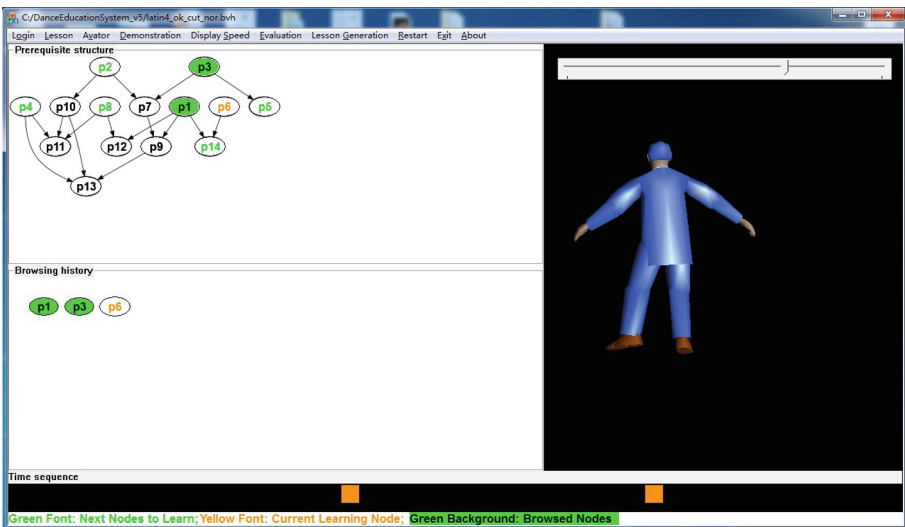 C:/DanceEducationSystem_v5/latin4_ok_cut_nor.bvh
Login Lesson Avator Demonstration Display Speed Evaluation Lesson Generation Restart Exit About
Prerequisite structure
p2 p3
p4 p10 p8 p7 p1 p6 p5
p11 p12 p9 p14
p13
Browsing history
p1 p3 p6
Time sequence
Green Font: Next Nodes to Learn; Yellow Font: Current Learning Node; Green Background: Browsed Nodes